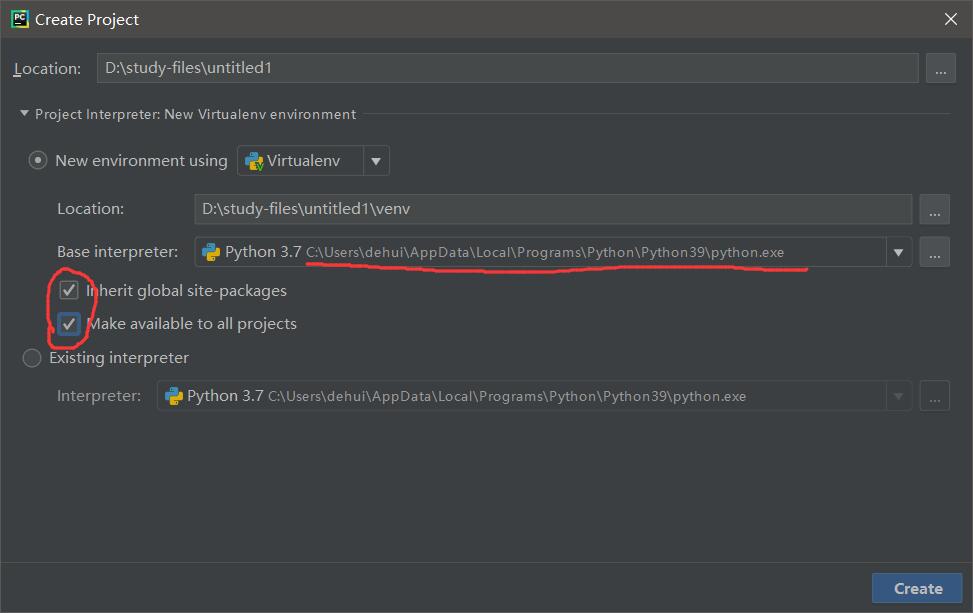 PC Create Project
Location: D:\study-files\untitled1 ...
Project Interpreter: New Virtualenv environment
New environment using Virtualenv
Location: D:\study-files\untitled1\venv ...
Base interpreter: Python 3.7 C:\Users\dehui\AppData\Local\Programs\Python\Python39\python.exe ...
Inherit global site-packages
Make available to all projects
Existing interpreter
Interpreter: Python 3.7 C:\Users\dehui\AppData\Local\Programs\Python\Python39\python.exe ...
Create